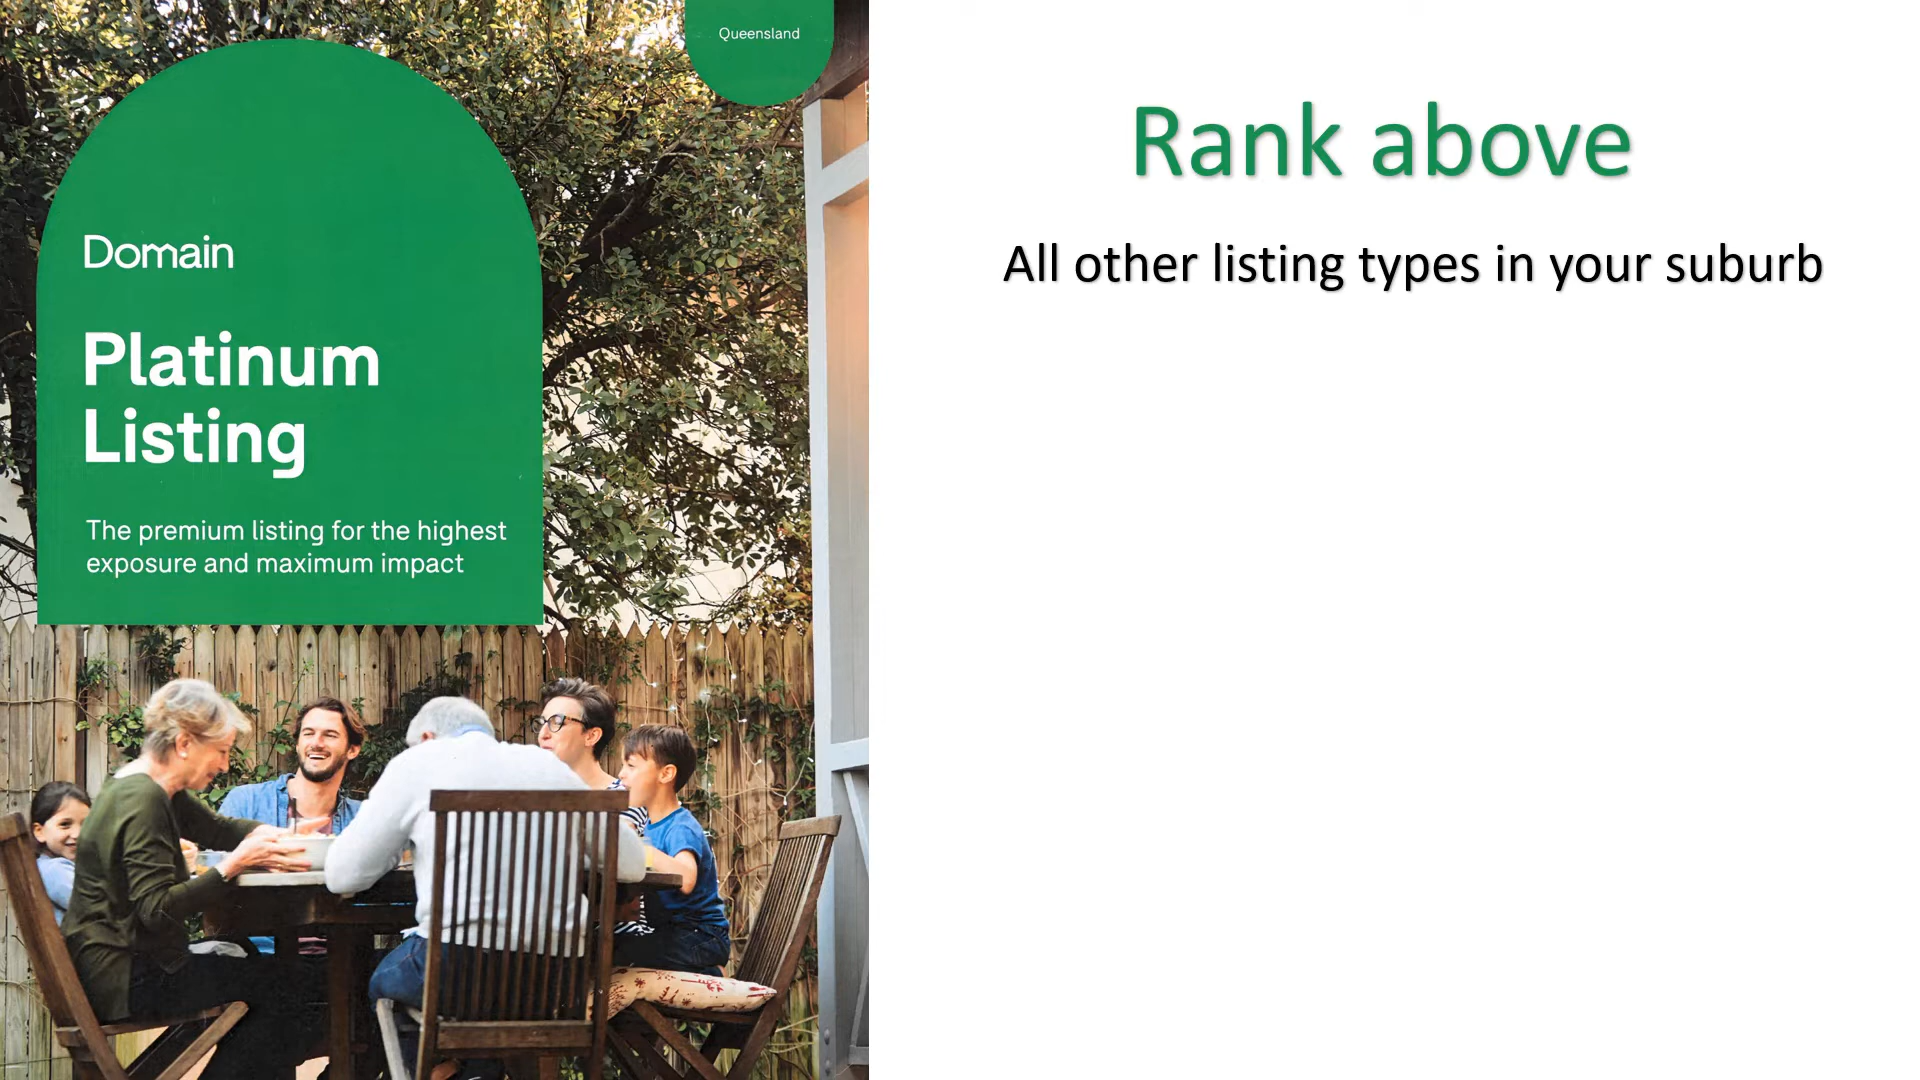 Queensland
Domain
Platinum
Listing
The premium listing for the highest
exposure and maximum impact
Rank above
All other listing types in your suburb